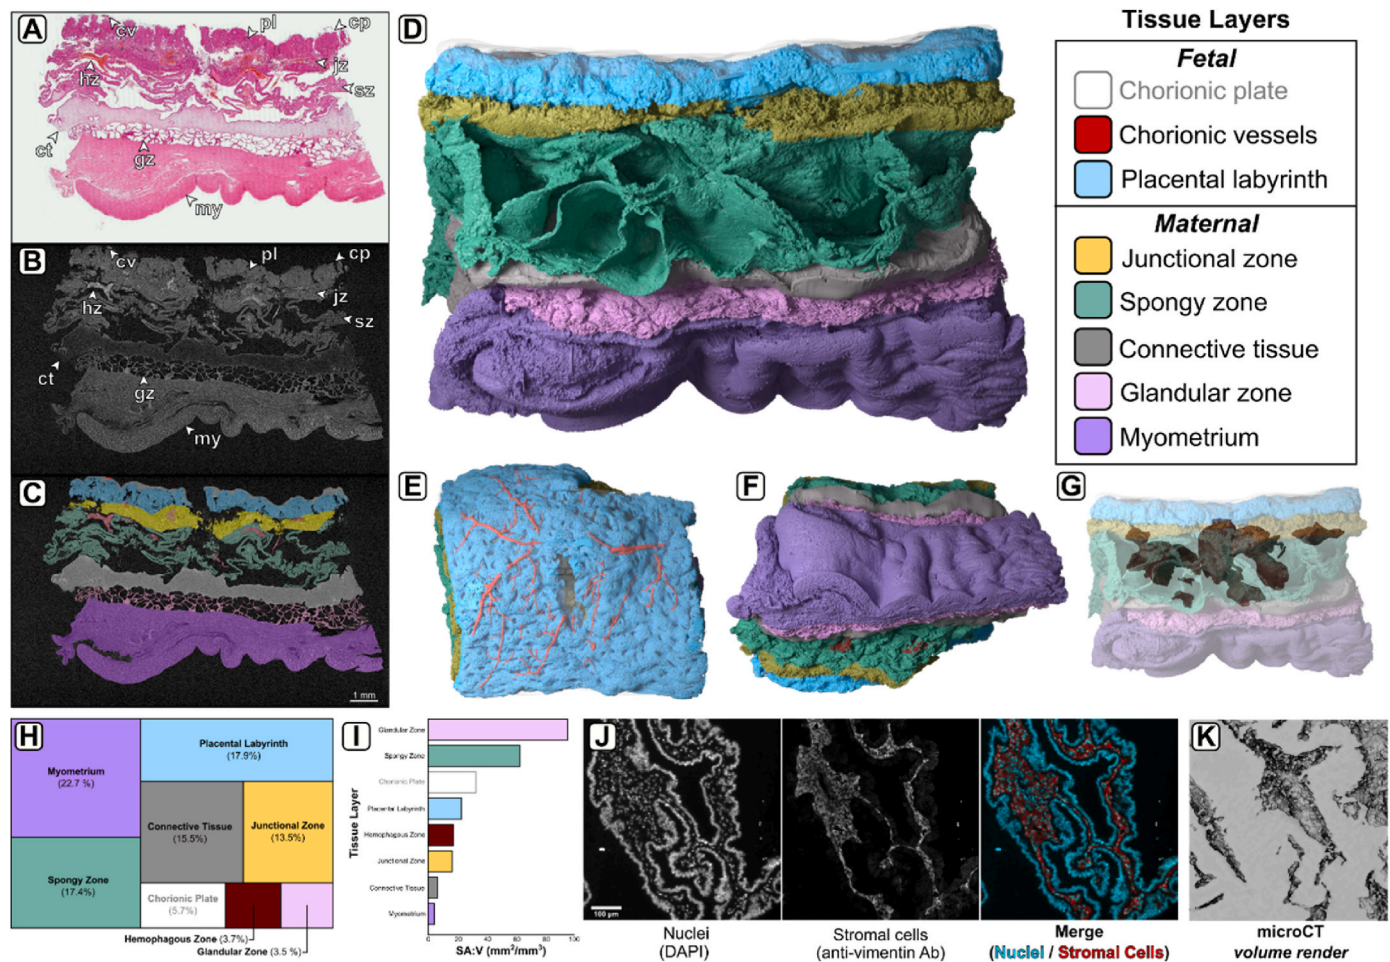 A
cv
pl
cp
hz
jz
sz
ct
gz
my
B
cv
pl
cp
hz
jz
sz
ct
gz
my
C
1 mm
D
Tissue Layers
Fetal
Chorionic plate
Chorionic vessels
Placental labyrinth
Maternal
Junctional zone
Spongy zone
Connective tissue
Glandular zone
Myometrium
E
F
G
H
Myometrium
(22.7 %)
Placental Labyrinth
(17.9%)
Connective Tissue
(15.5%)
Junctional Zone
(13.5%)
Spongy Zone
(17.4%)
Chorionic Plate
(5.7%)
Hemophagous Zone (3.7%)
Glandular Zone (3.5 %)
I
Tissue Layer
Glandular Zone
Spongy Zone
Chorionic Plate
Placental Labyrinth
Hemophagous Zone
Junctional Zone
Connective Tissue
Myometrium
0 20 40 60 80 100
SA:V (mm²/mm³)
J
100 µm
Nuclei
(DAPI)
Stromal cells
(anti-vimentin Ab)
Merge
(Nuclei / Stromal Cells)
K
microCT
volume render